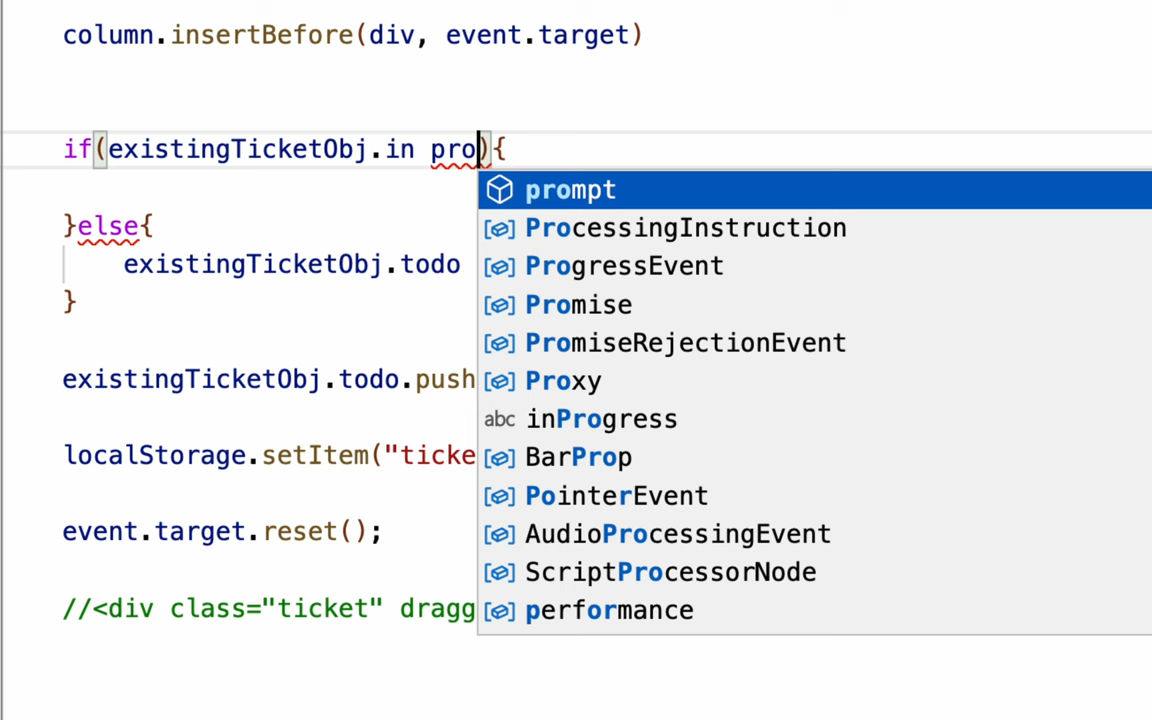 column.insertBefore(div, event.target)
if(existingTicketObj.in pro){
prompt
}else{
ProcessingInstruction
existingTicketObj.todo
ProgressEvent
}
Promise
PromiseRejectionEvent
existingTicketObj.todo.push
Proxy
abc inProgress
localStorage.setItem("ticke
BarProp
PointerEvent
event.target.reset();
AudioProcessingEvent
ScriptProcessorNode
//<div class="ticket" dragg
performance